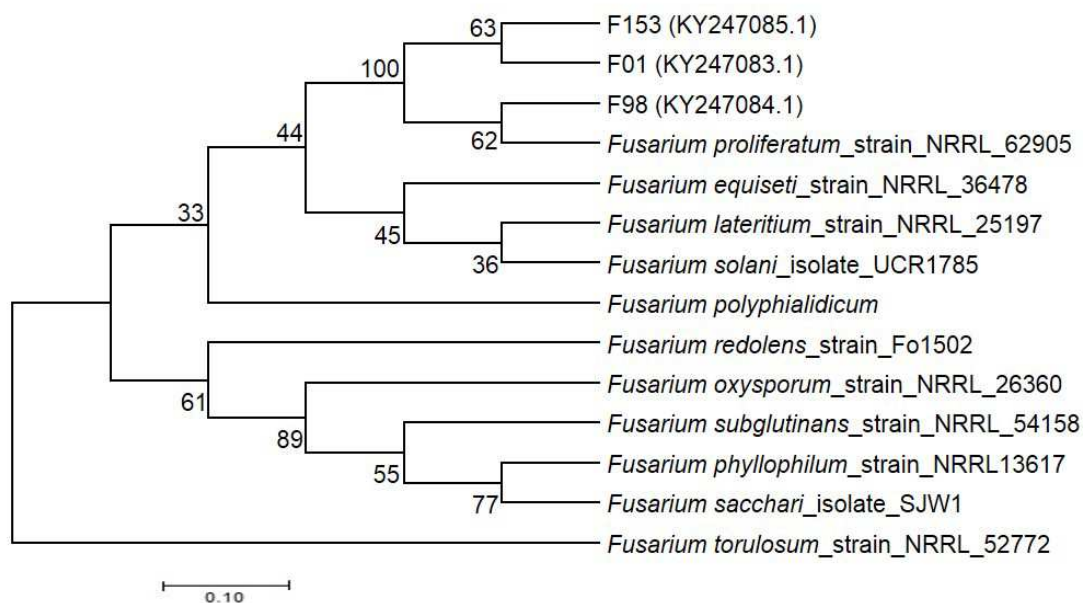 63
F153 (KY247085.1)
F01 (KY247083.1)
100
F98 (KY247084.1)
44
62
Fusarium proliferatum_strain_NRRL_62905
Fusarium equiseti_strain_NRRL_36478
33
Fusarium lateritium_strain_NRRL_25197
45
36
Fusarium solani_isolate_UCR1785
Fusarium polyphialidicum
Fusarium redolens_strain_Fo1502
61
Fusarium oxysporum_strain_NRRL_26360
89
Fusarium subglutinans_strain_NRRL_54158
55
Fusarium phyllophilum_strain_NRRL13617
77
Fusarium sacchari_isolate_SJW1
Fusarium torulosum_strain_NRRL_52772
0.10